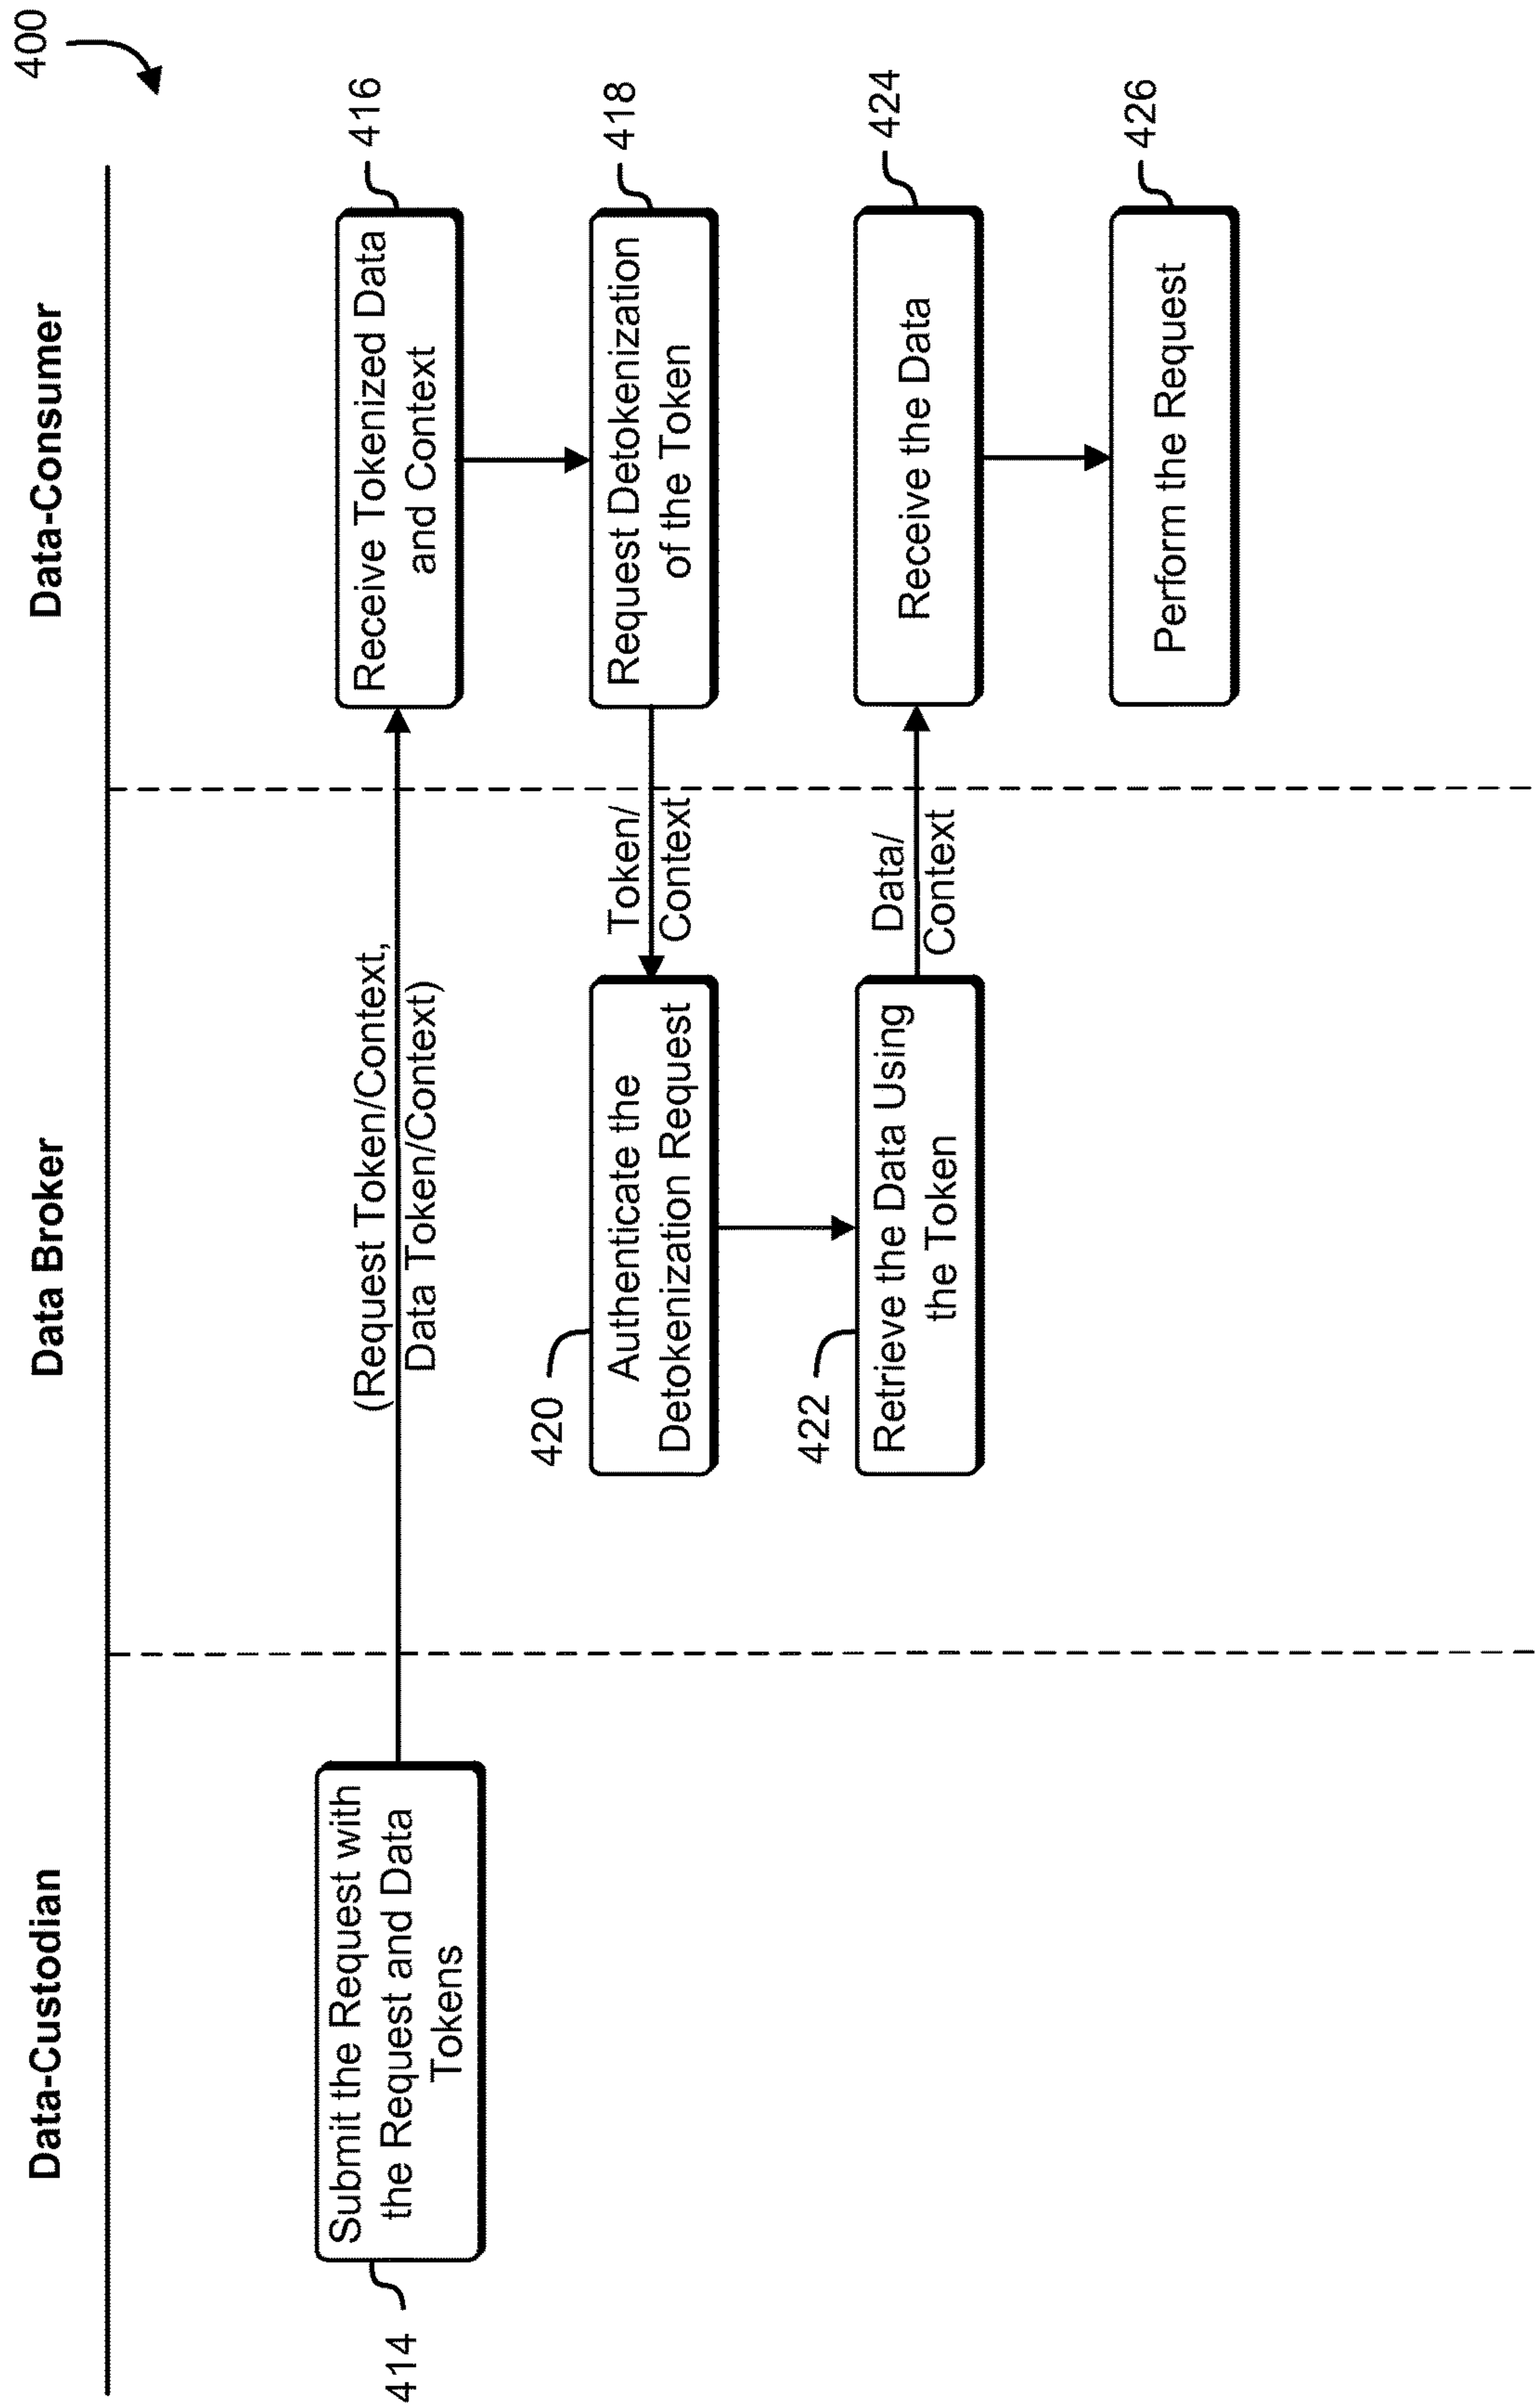 400
Data-Custodian
Data Broker
Data-Consumer
414
Submit the Request with
the Request and Data
Tokens
(Request Token/Context,
Data Token/Context)
416
Receive Tokenized Data
and Context
418
Request Detokenization
of the Token
Token/
Context
420
Authenticate the
Detokenization Request
422
Retrieve the Data Using
the Token
Data/
Context
424
Receive the Data
426
Perform the Request